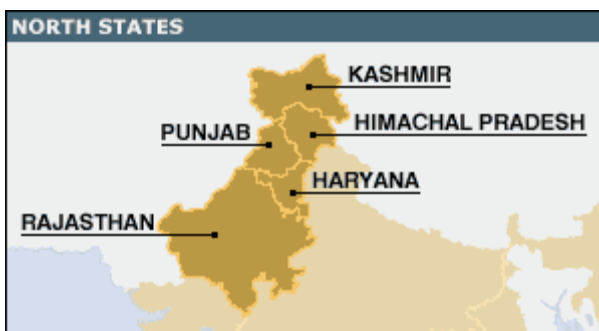 NORTH STATES
KASHMIR
PUNJAB
HIMACHAL PRADESH
HARYANA
RAJASTHAN